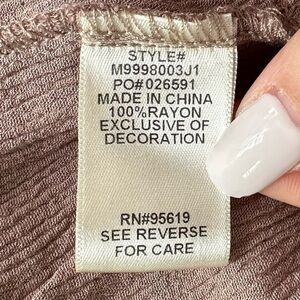 STYLE#
M9998003J1
PO#026591
MADE IN CHINA
100%RAYON
EXCLUSIVE OF
DECORATION
RN#95619
SEE REVERSE
FOR CARE